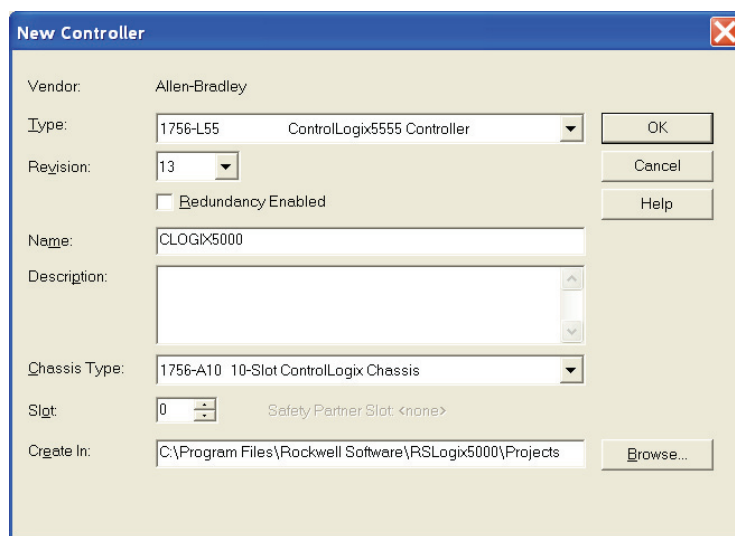 New Controller
Vendor: Allen-Bradley
Type: 1756-L55 ControlLogix5555 Controller OK
Revision: 13 Cancel
Redundancy Enabled Help
Name: CLOGIX5000
Description:
Chassis Type: 1756-A10 10-Slot ControlLogix Chassis
Slot: 0 Safety Partner Slot: <none>
Create In: C:\Program Files\Rockwell Software\RSLogix5000\Projects Browse...